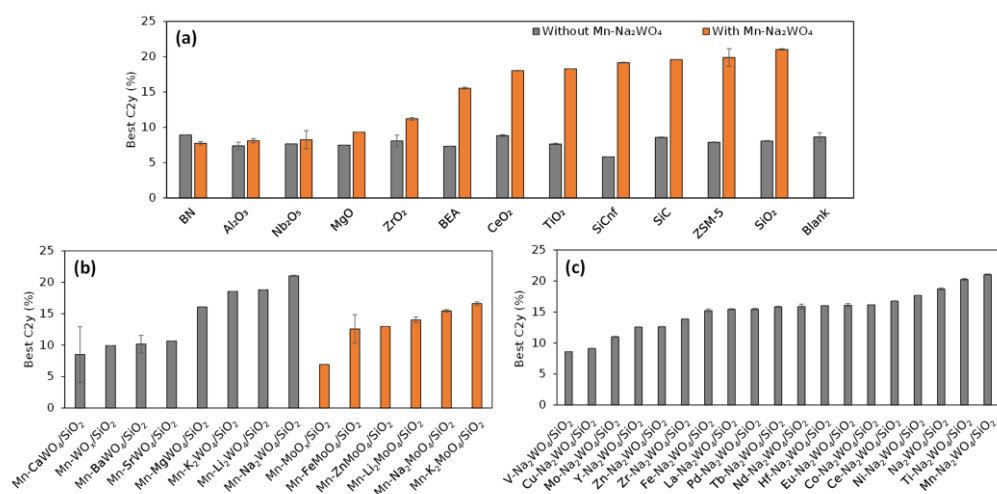 (a)
Without Mn-Na₂WO₄
With Mn-Na₂WO₄
Best C2y (%)
25
20
15
10
5
0
BN
Al₂O₃
Nb₂O₅
MgO
ZrO₂
BEA
CeO₂
TiO₂
SiCnf
SiC
ZSM-5
SiO₂
Blank
(b)
Best C2y (%)
25
20
15
10
5
0
Mn-CaWO₄/SiO₂
Mn-WOₓ/SiO₂
Mn-BaWO₄/SiO₂
Mn-SrWO₄/SiO₂
Mn-MgWO₄/SiO₂
Mn-K₂WO₄/SiO₂
Mn-Li₂WO₄/SiO₂
Mn-Na₂WO₄/SiO₂
Mn-MoOₓ/SiO₂
Mn-FeMoO₄/SiO₂
Mn-ZnMoO₄/SiO₂
Mn-Li₂MoO₄/SiO₂
Mn-Na₂MoO₄/SiO₂
Mn-K₂MoO₄/SiO₂
(c)
Best C2y (%)
25
20
15
10
5
0
V-Na₂WO₄/SiO₂
Cu-Na₂WO₄/SiO₂
Mo-Na₂WO₄/SiO₂
Y-Na₂WO₄/SiO₂
Zn-Na₂WO₄/SiO₂
Zr-Na₂WO₄/SiO₂
Fe-Na₂WO₄/SiO₂
La-Na₂WO₄/SiO₂
Pd-Na₂WO₄/SiO₂
Tb-Na₂WO₄/SiO₂
Nd-Na₂WO₄/SiO₂
Hf-Na₂WO₄/SiO₂
Eu-Na₂WO₄/SiO₂
Co-Na₂WO₄/SiO₂
Ce-Na₂WO₄/SiO₂
Ni-Na₂WO₄/SiO₂
Na₂WO₄/SiO₂
Ti-Na₂WO₄/SiO₂
Mn-Na₂WO₄/SiO₂